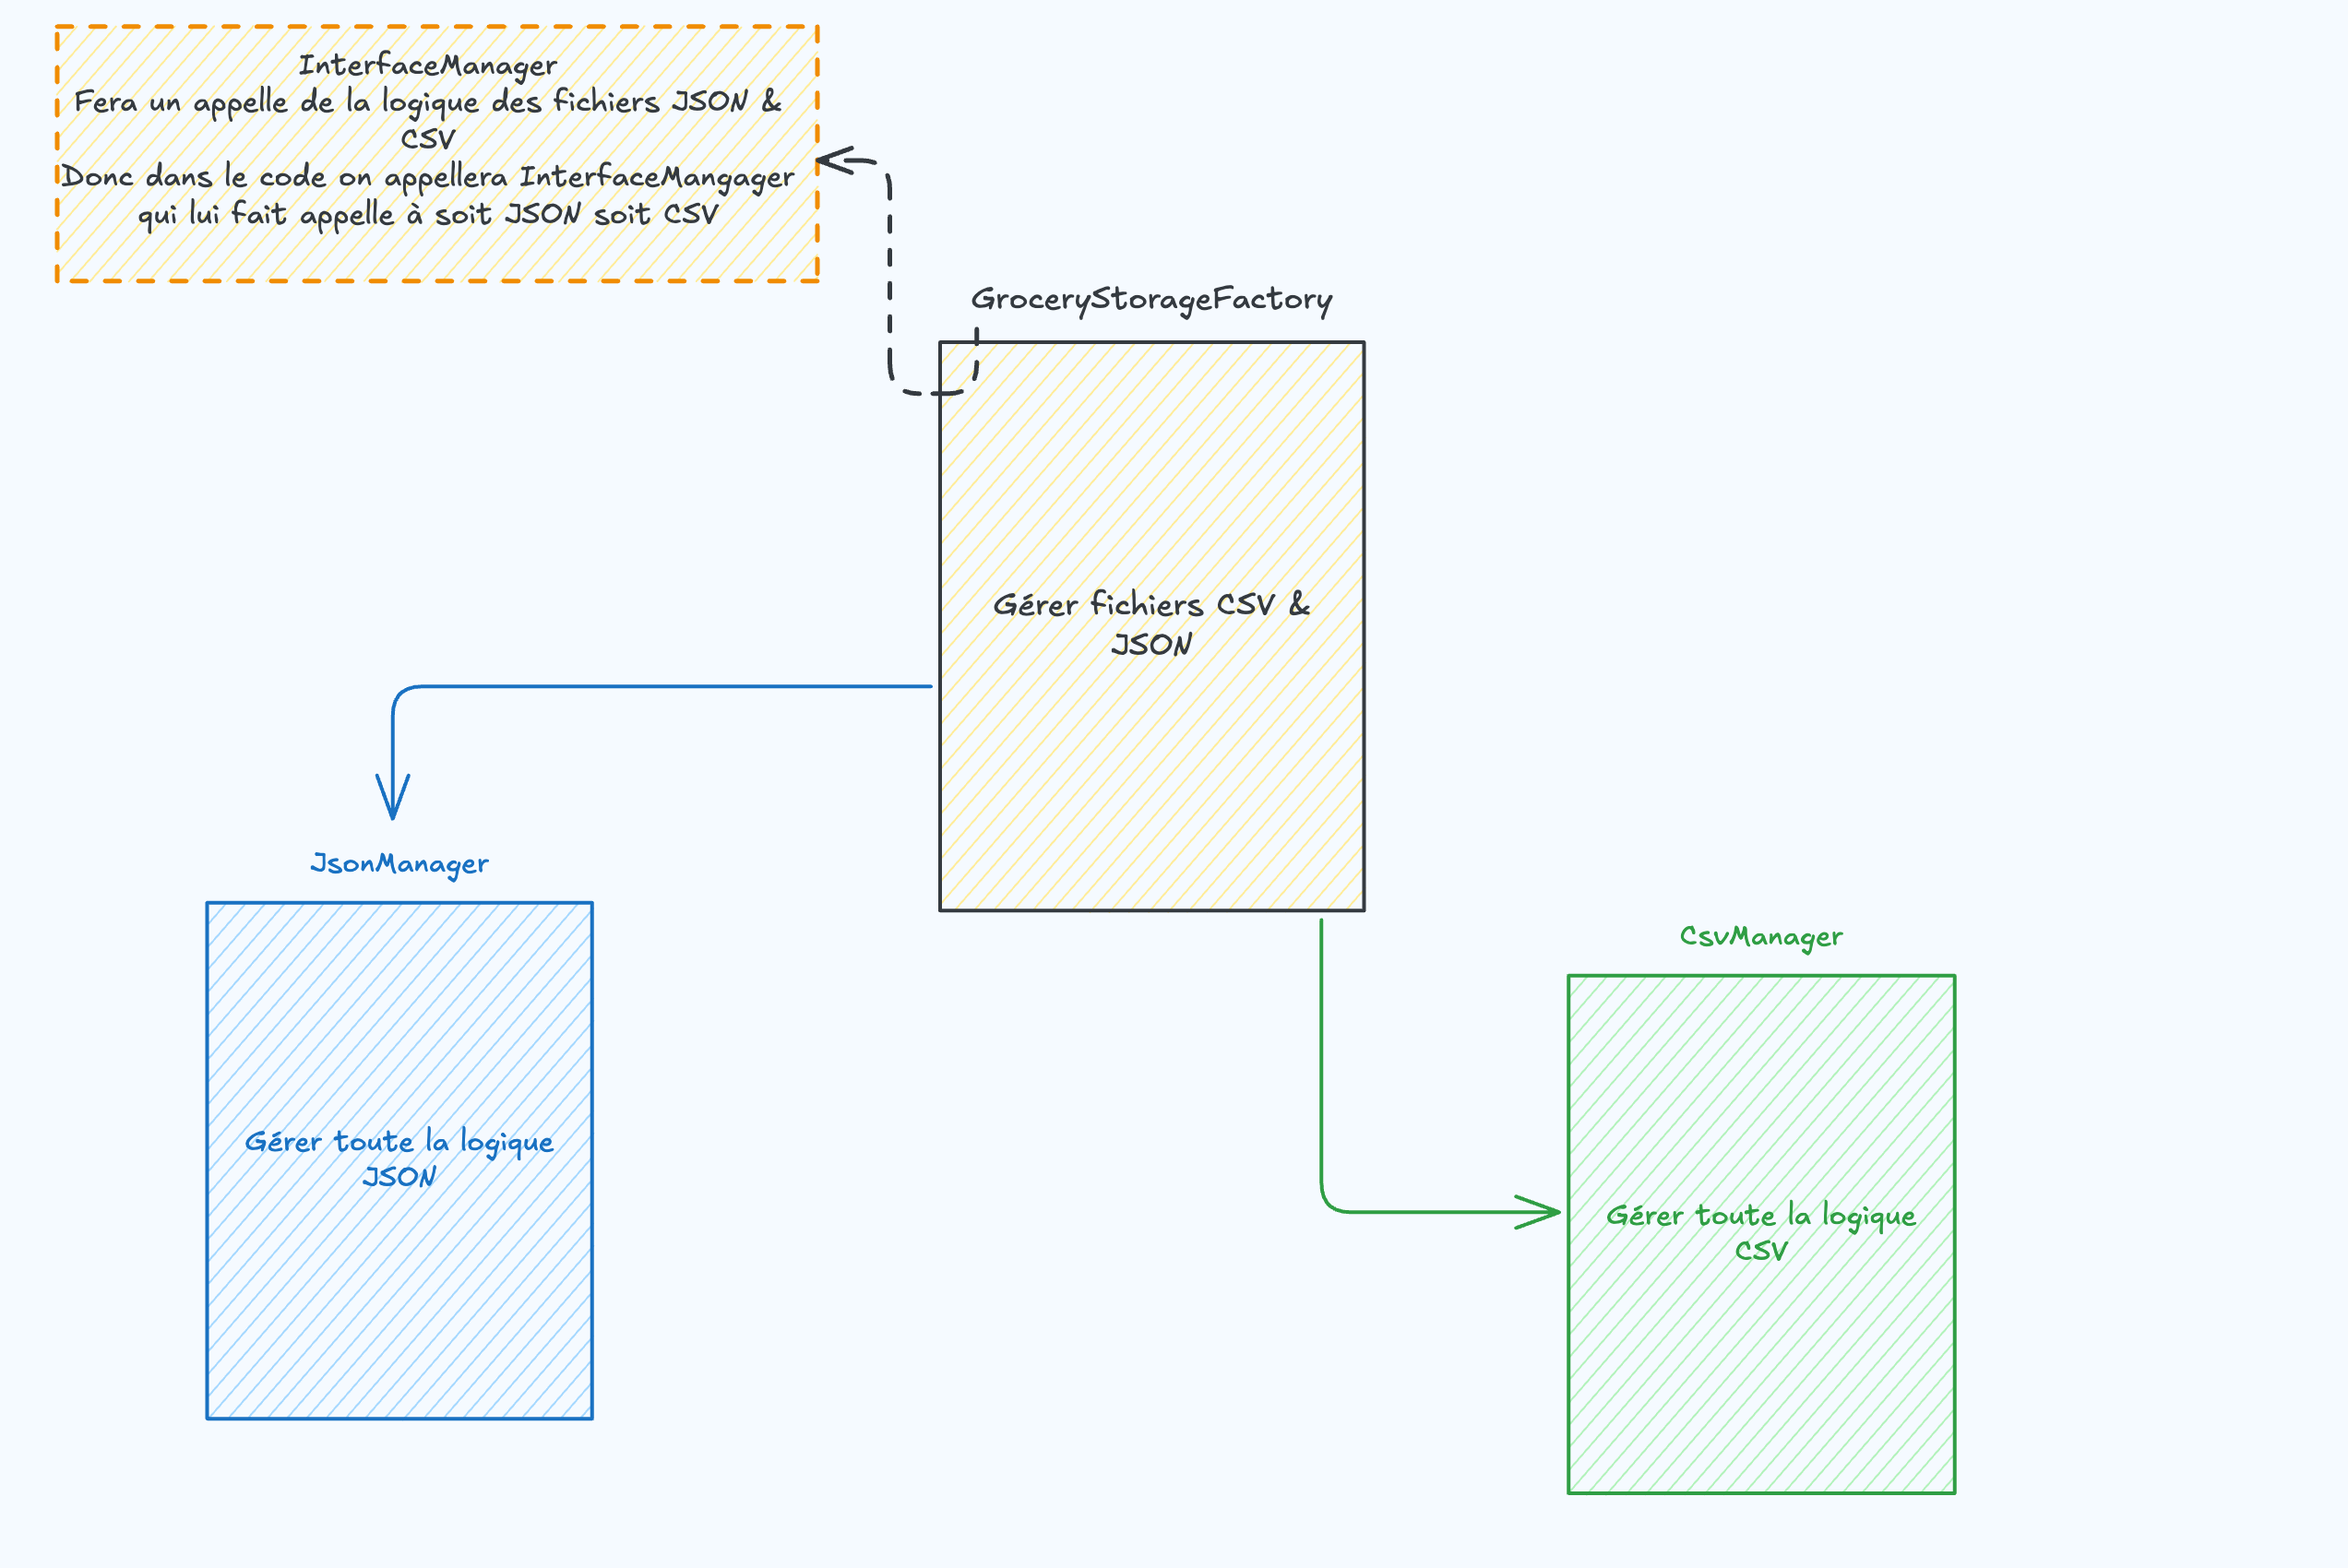 InterfaceManager
Fera un appelle de la logique des fichiers JSON &
CSV
Donc dans le code on appellera InterfaceMangager
qui lui fait appelle à soit JSON soit CSV
GroceryStorageFactory
Gérer fichiers CSV &
JSON
JsonManager
Gérer toute la logique
JSON
CsvManager
Gérer toute la logique
CSV